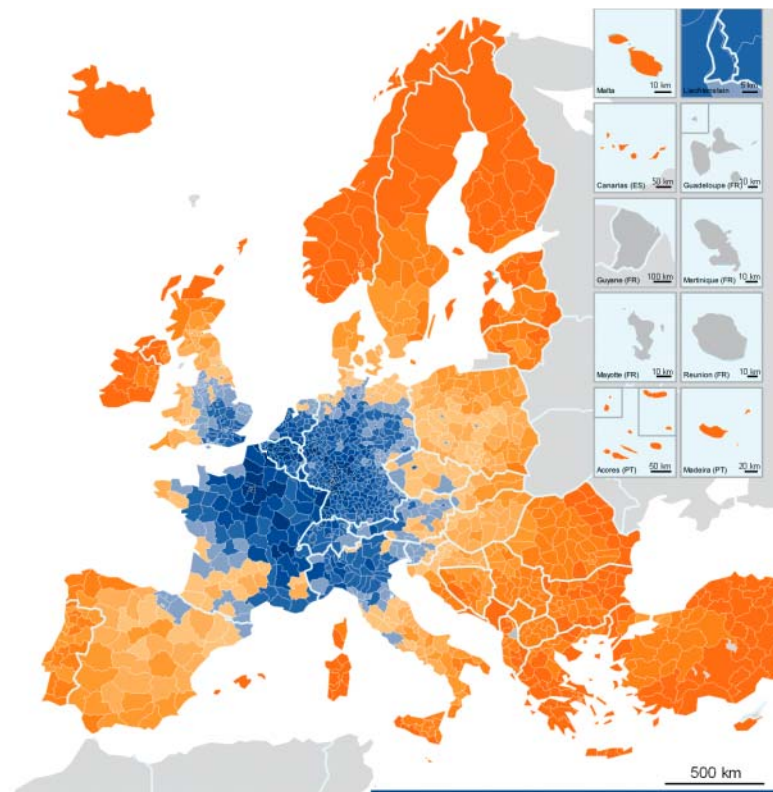 Malta
10 km
Liechtenstein
5 km
Canarias (ES)
50 km
Guadeloupe (FR)
10 km
Guyane (FR)
100 km
Martinique (FR)
10 km
Mayotte (FR)
10 km
Reunion (FR)
10 km
Acores (PT)
50 km
Madeira (PT)
20 km
500 km